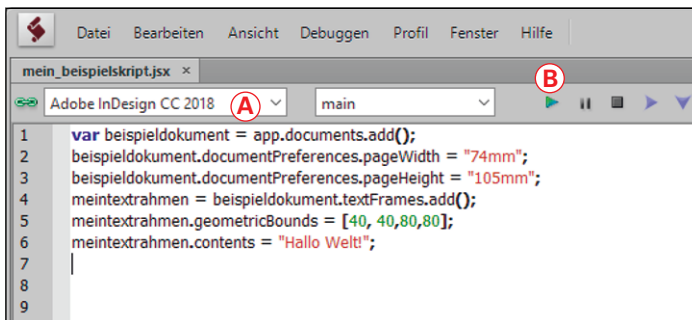 Datei Bearbeiten Ansicht Debuggen Profil Fenster Hilfe
mein_beispielskript.jsx ×
B
Adobe InDesign CC 2018 A main
1 var beispieldokument = app.documents.add();
2 beispieldokument.documentPreferences.pageWidth = "74mm";
3 beispieldokument.documentPreferences.pageHeight = "105mm";
4 meintextrahmen = beispieldokument.textFrames.add();
5 meintextrahmen.geometricBounds = [40, 40,80,80];
6 meintextrahmen.contents = "Hallo Welt!";
7
8
9